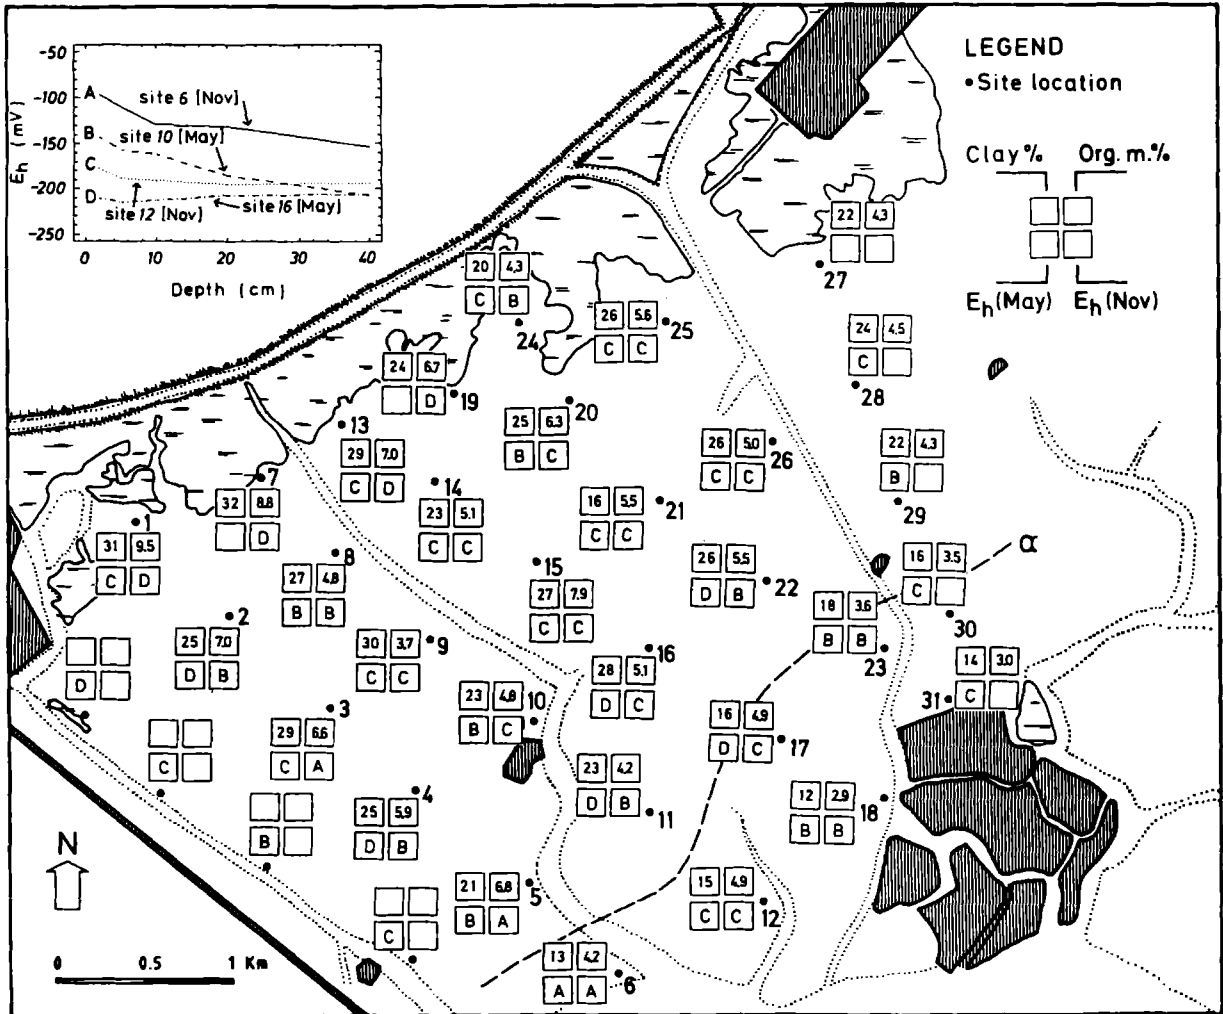 LEGEND
•Site location
Clay% Org. m.%
Eh(May) Eh(Nov)
-50
-100
-150
-200
-250
Eh (mV)
A
B
C
D
site 6 [Nov)
site 10 [May)
site 12 [Nov)
site 16 (May)
0 10 20 30 40
Depth (cm)
22 4.3
27
20 4.3
C B
24
26 5.6
C C
25
24 4.5
C
28
24 6.7
D
19
25 6.3
B C
20
13
29 7.0
C D
26 5.0
C C
26
22 4.3
B
29
7
32 8.8
D
14
23 5.1
C C
16 5.5
C C
21
1
31 9.5
C D
8
27 4.8
B B
15
27 7.9
C C
26 5.5
D B
22
16 3.5
C
30
α
18 3.6
B B
23
2
25 7.0
D B
30 3.7
C C
9
16
28 5.1
D C
14 3.0
C
31
D
3
29 6.6
C A
23 4.8
B C
10
16 4.9
D C
17
C
4
25 5.9
D B
23 4.2
D B
11
12 2.9
B B
18
B
21 6.8
B A
5
15 4.9
C C
12
C
13 4.2
A A
6
N
0 0.5 1 Km